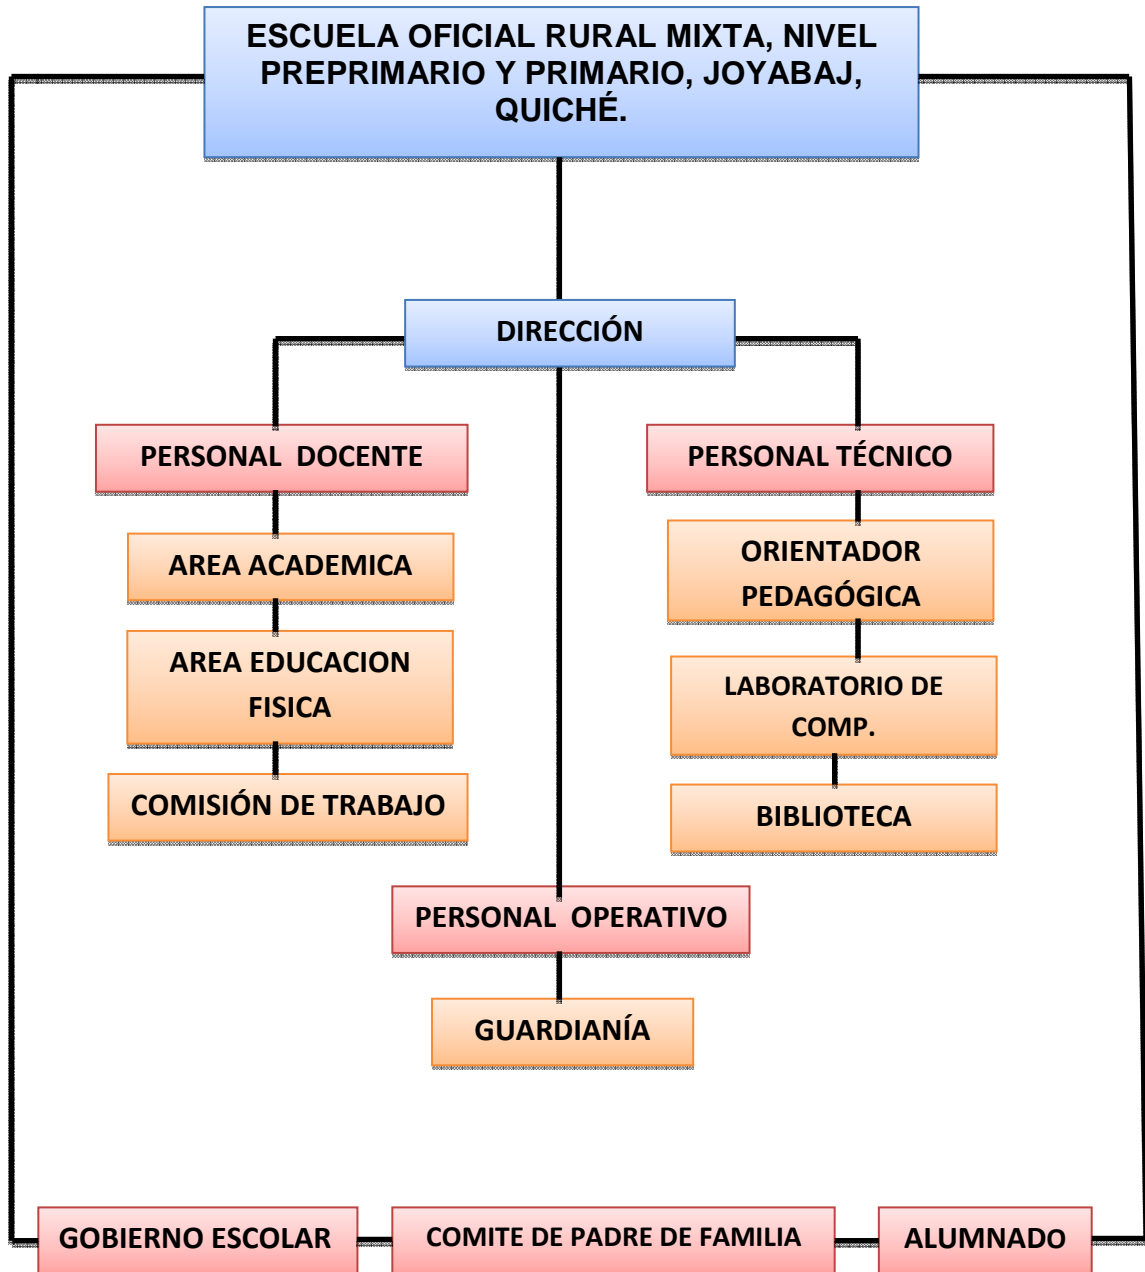 ESCUELA OFICIAL RURAL MIXTA, NIVEL
PREPRIMARIO Y PRIMARIO, JOYABAJ,
QUICHÉ.
DIRECCIÓN
PERSONAL DOCENTE
PERSONAL TÉCNICO
AREA ACADEMICA
ORIENTADOR
PEDAGÓGICA
AREA EDUCACION
FISICA
LABORATORIO DE
COMP.
COMISIÓN DE TRABAJO
BIBLIOTECA
PERSONAL OPERATIVO
GUARDIANÍA
GOBIERNO ESCOLAR
COMITE DE PADRE DE FAMILIA
ALUMNADO